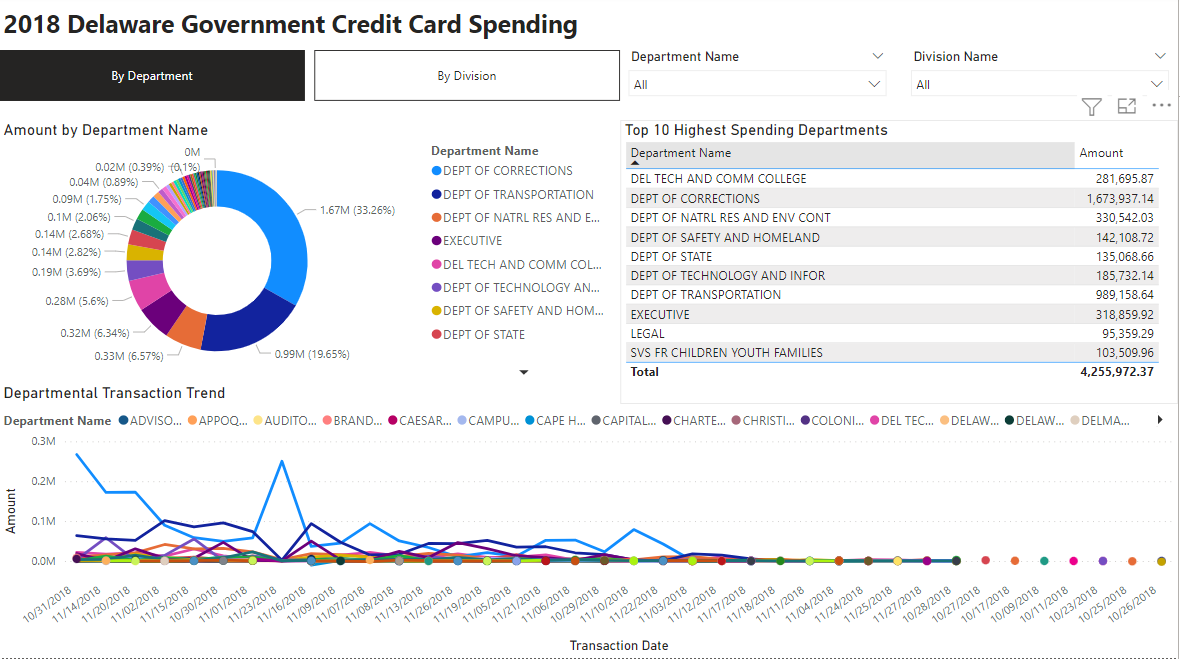 2018 Delaware Government Credit Card Spending
By Department
By Division
Department Name
All
Division Name
All
Amount by Department Name
0M
0.02M (0.39%)
(0.1%)
0.04M (0.89%)
0.09M (1.75%)
0.1M (2.06%)
0.14M (2.68%)
0.14M (2.82%)
0.19M (3.69%)
0.28M (5.6%)
0.32M (6.34%)
0.33M (6.57%)
0.99M (19.65%)
1.67M (33.26%)
Department Name
DEPT OF CORRECTIONS
DEPT OF TRANSPORTATION
DEPT OF NATRL RES AND E...
EXECUTIVE
DEL TECH AND COMM COL...
DEPT OF TECHNOLOGY AN...
DEPT OF SAFETY AND HOM...
DEPT OF STATE
Top 10 Highest Spending Departments
Department Name Amount
DEL TECH AND COMM COLLEGE 281,695.87
DEPT OF CORRECTIONS 1,673,937.14
DEPT OF NATRL RES AND ENV CONT 330,542.03
DEPT OF SAFETY AND HOMELAND 142,108.72
DEPT OF STATE 135,068.66
DEPT OF TECHNOLOGY AND INFOR 185,732.14
DEPT OF TRANSPORTATION 989,158.64
EXECUTIVE 318,859.92
LEGAL 95,359.29
SVS FR CHILDREN YOUTH FAMILIES 103,509.96
Total 4,255,972.37
Departmental Transaction Trend
Department Name ADVISO... APPOQ... AUDITO... BRAND... CAESAR... CAMPU... CAPE H... CAPITAL... CHARTE... CHRISTI... COLONI... DEL TEC... DELAW... DELAW... DELMA...
Amount
0.3M
0.2M
0.1M
0.0M
10/31/2018
11/14/2018
11/20/2018
11/02/2018
11/15/2018
10/30/2018
11/01/2018
11/23/2018
11/16/2018
11/09/2018
11/07/2018
11/08/2018
11/13/2018
11/26/2018
11/19/2018
11/05/2018
11/21/2018
11/06/2018
10/29/2018
11/10/2018
11/22/2018
11/03/2018
11/12/2018
11/17/2018
11/18/2018
11/11/2018
11/04/2018
11/24/2018
11/25/2018
11/27/2018
10/28/2018
10/27/2018
10/17/2018
10/09/2018
10/11/2018
10/23/2018
10/25/2018
10/26/2018
Transaction Date